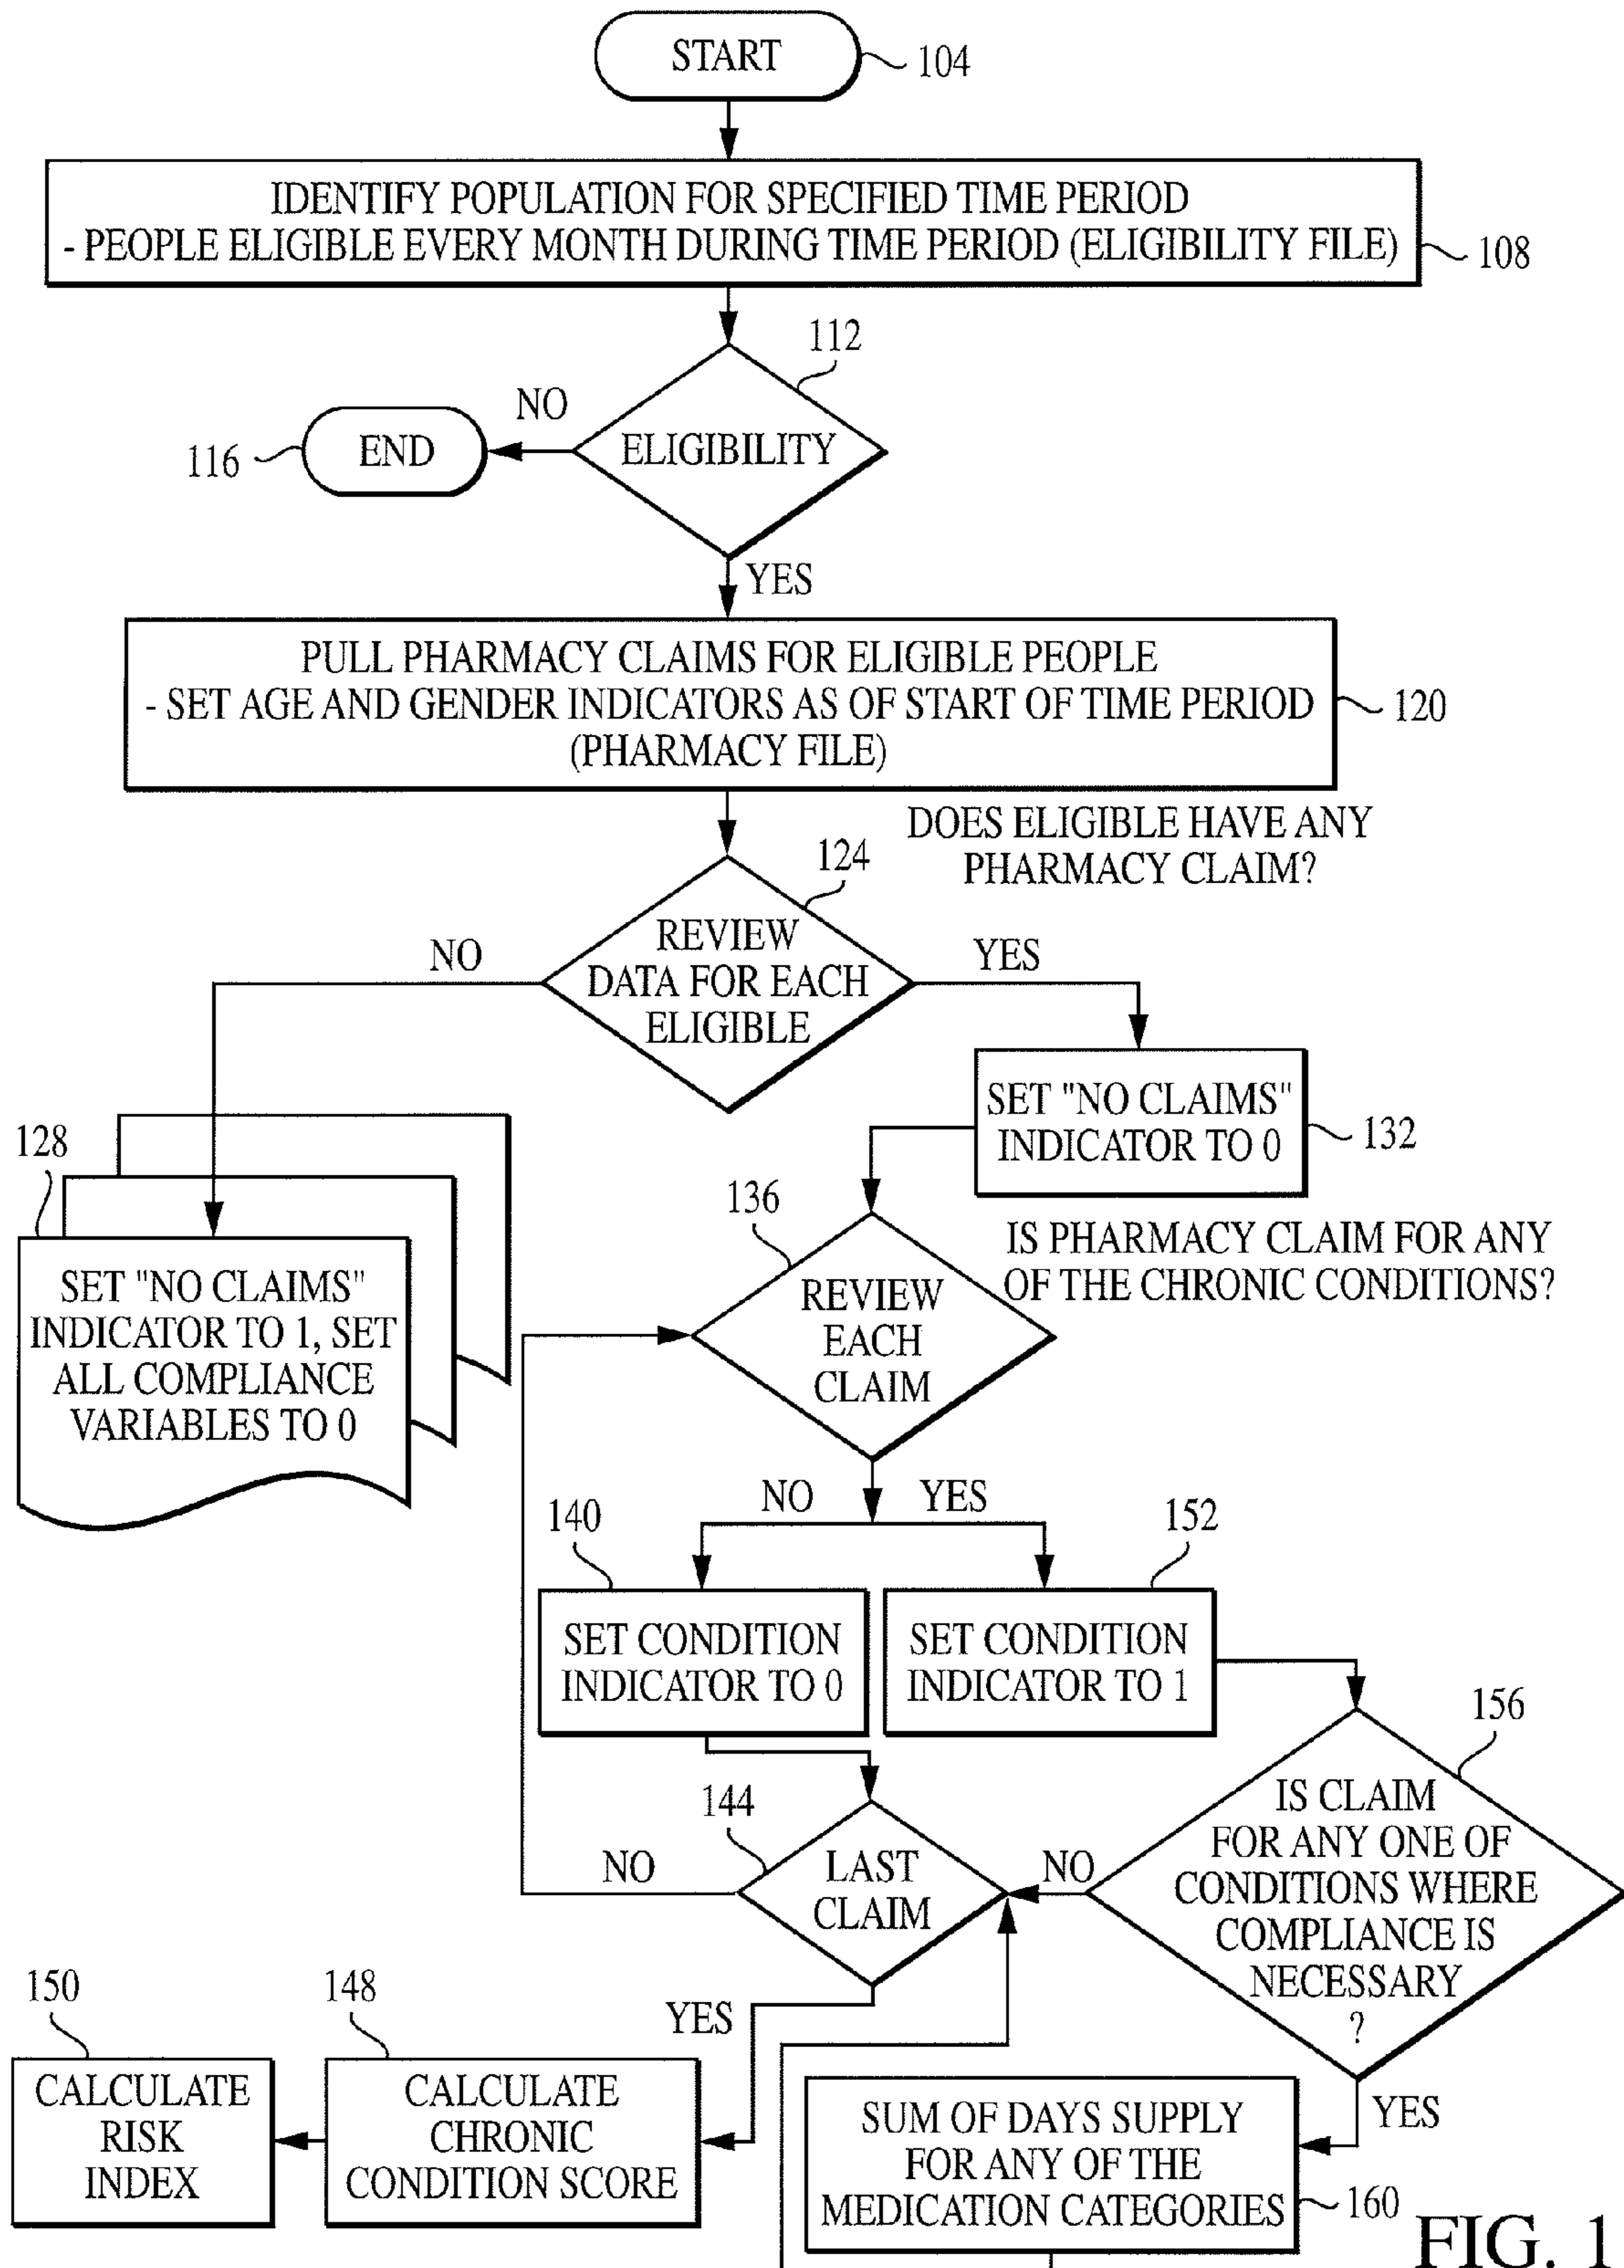 START
104
IDENTIFY POPULATION FOR SPECIFIED TIME PERIOD
- PEOPLE ELIGIBLE EVERY MONTH DURING TIME PERIOD (ELIGIBILITY FILE)
108
112
NO
ELIGIBILITY
END
116
YES
PULL PHARMACY CLAIMS FOR ELIGIBLE PEOPLE
- SET AGE AND GENDER INDICATORS AS OF START OF TIME PERIOD
(PHARMACY FILE)
120
DOES ELIGIBLE HAVE ANY
PHARMACY CLAIM?
124
REVIEW
DATA FOR EACH
ELIGIBLE
NO
YES
128
SET "NO CLAIMS"
INDICATOR TO 1, SET
ALL COMPLIANCE
VARIABLES TO 0
SET "NO CLAIMS"
INDICATOR TO 0
132
136
IS PHARMACY CLAIM FOR ANY
OF THE CHRONIC CONDITIONS?
REVIEW
EACH
CLAIM
NO
YES
140
SET CONDITION
INDICATOR TO 0
152
SET CONDITION
INDICATOR TO 1
156
IS CLAIM
FOR ANY ONE OF
CONDITIONS WHERE
COMPLIANCE IS
NECESSARY
?
144
LAST
CLAIM
NO
NO
YES
150
CALCULATE
RISK
INDEX
148
CALCULATE
CHRONIC
CONDITION SCORE
YES
SUM OF DAYS SUPPLY
FOR ANY OF THE
MEDICATION CATEGORIES
160
FIG. 1